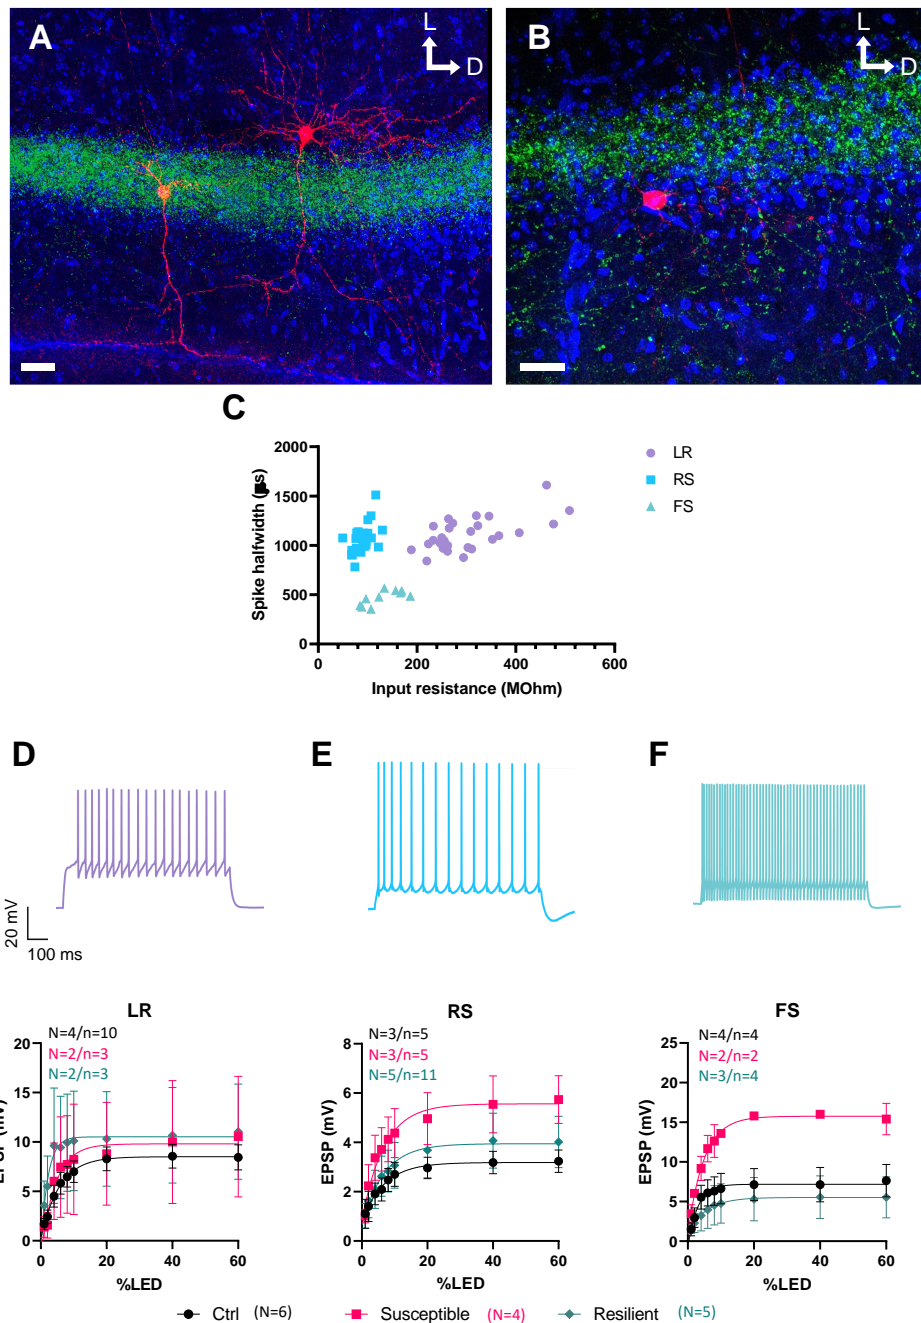 A
L
D
B
L
D
C
2000
1500
1000
500
0
Spike halfwidth (µs)
0 200 400 600
Input resistance (MOhm)
LR
RS
FS
D
E
F
20 mV
100 ms
LR
N=4/n=10
N=2/n=3
N=2/n=3
20
15
10
5
0
EPSP (mV)
0 20 40 60
%LED
RS
N=3/n=5
N=3/n=5
N=5/n=11
8
6
4
2
0
EPSP (mV)
0 20 40 60
%LED
FS
N=4/n=4
N=2/n=2
N=3/n=4
25
20
15
10
5
0
EPSP (mV)
0 20 40 60
%LED
Ctrl (N=6) Susceptible (N=4) Resilient (N=5)